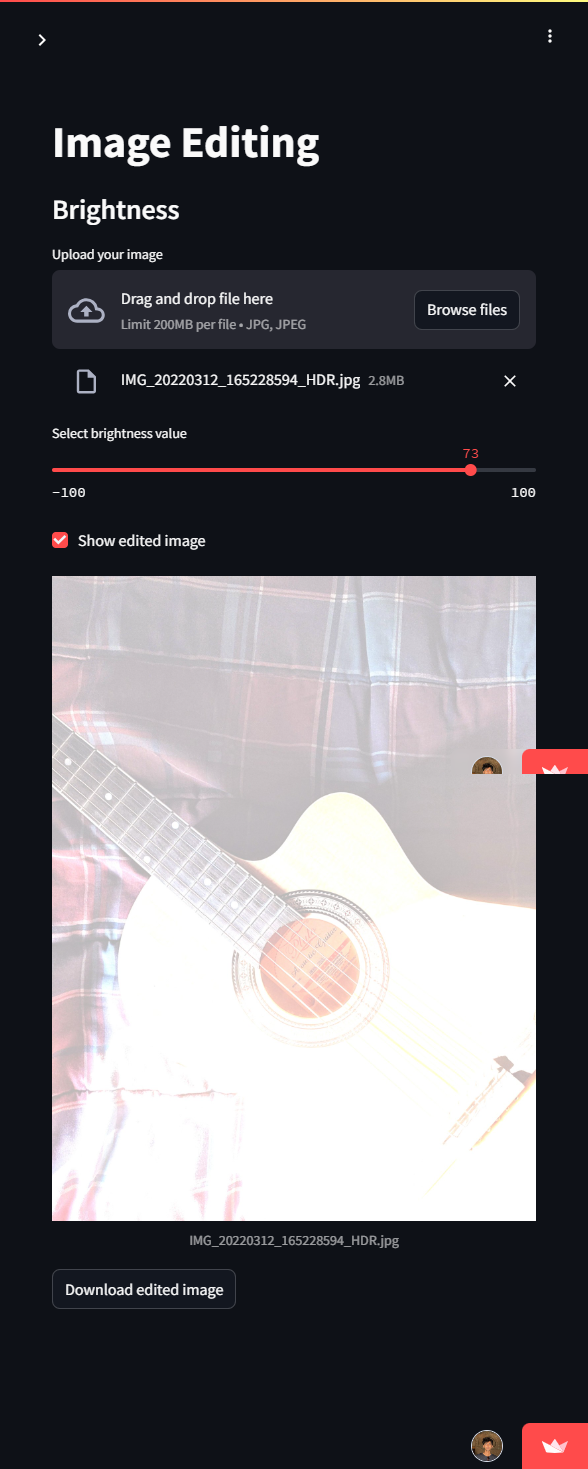 Image Editing
Brightness
Upload your image
Drag and drop file here
Limit 200MB per file • JPG, JPEG
Browse files
IMG_20220312_165228594_HDR.jpg 2.8MB
Select brightness value
73
-100 100
Show edited image
IMG_20220312_165228594_HDR.jpg
Download edited image